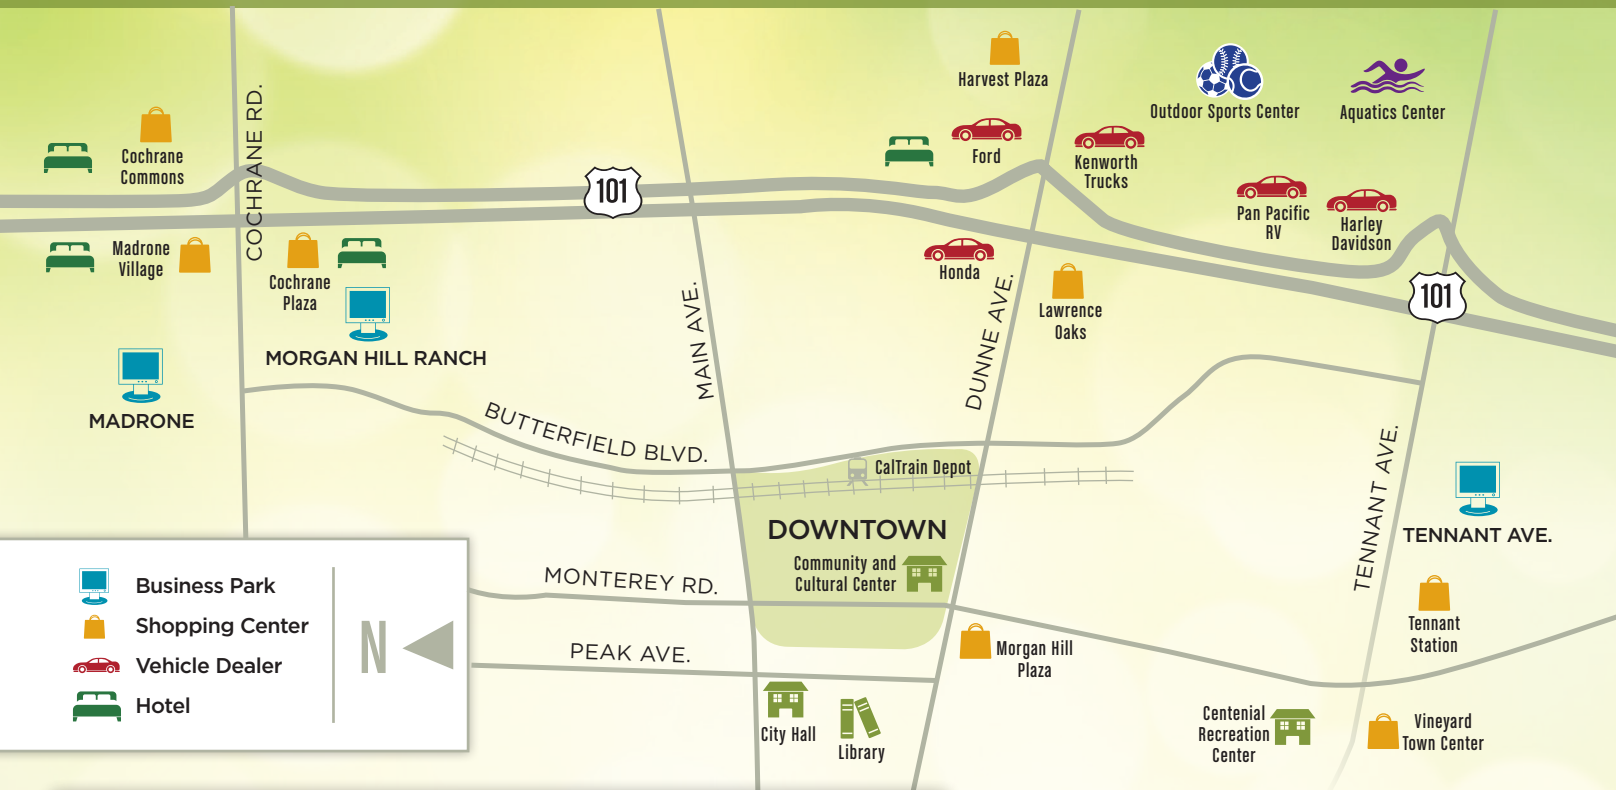 Harvest Plaza
Outdoor Sports Center
Aquatics Center
COCHRANE RD.
Cochrane
Commons
Ford
Kenworth
Trucks
101
Pan Pacific
RV
Harley
Davidson
Madrone
Village
Cochrane
Plaza
Honda
Lawrence
Oaks
101
MAIN AVE.
DUNNE AVE.
MORGAN HILL RANCH
MADRONE
BUTTERFIELD BLVD.
CalTrain Depot
TENNANT AVE.
TENNANT AVE.
DOWNTOWN
Community and
Cultural Center
MONTEREY RD.
PEAK AVE.
Morgan Hill
Plaza
Tennant
Station
City Hall
Library
Centenial
Recreation
Center
Vineyard
Town Center
Business Park
Shopping Center
Vehicle Dealer
Hotel
N